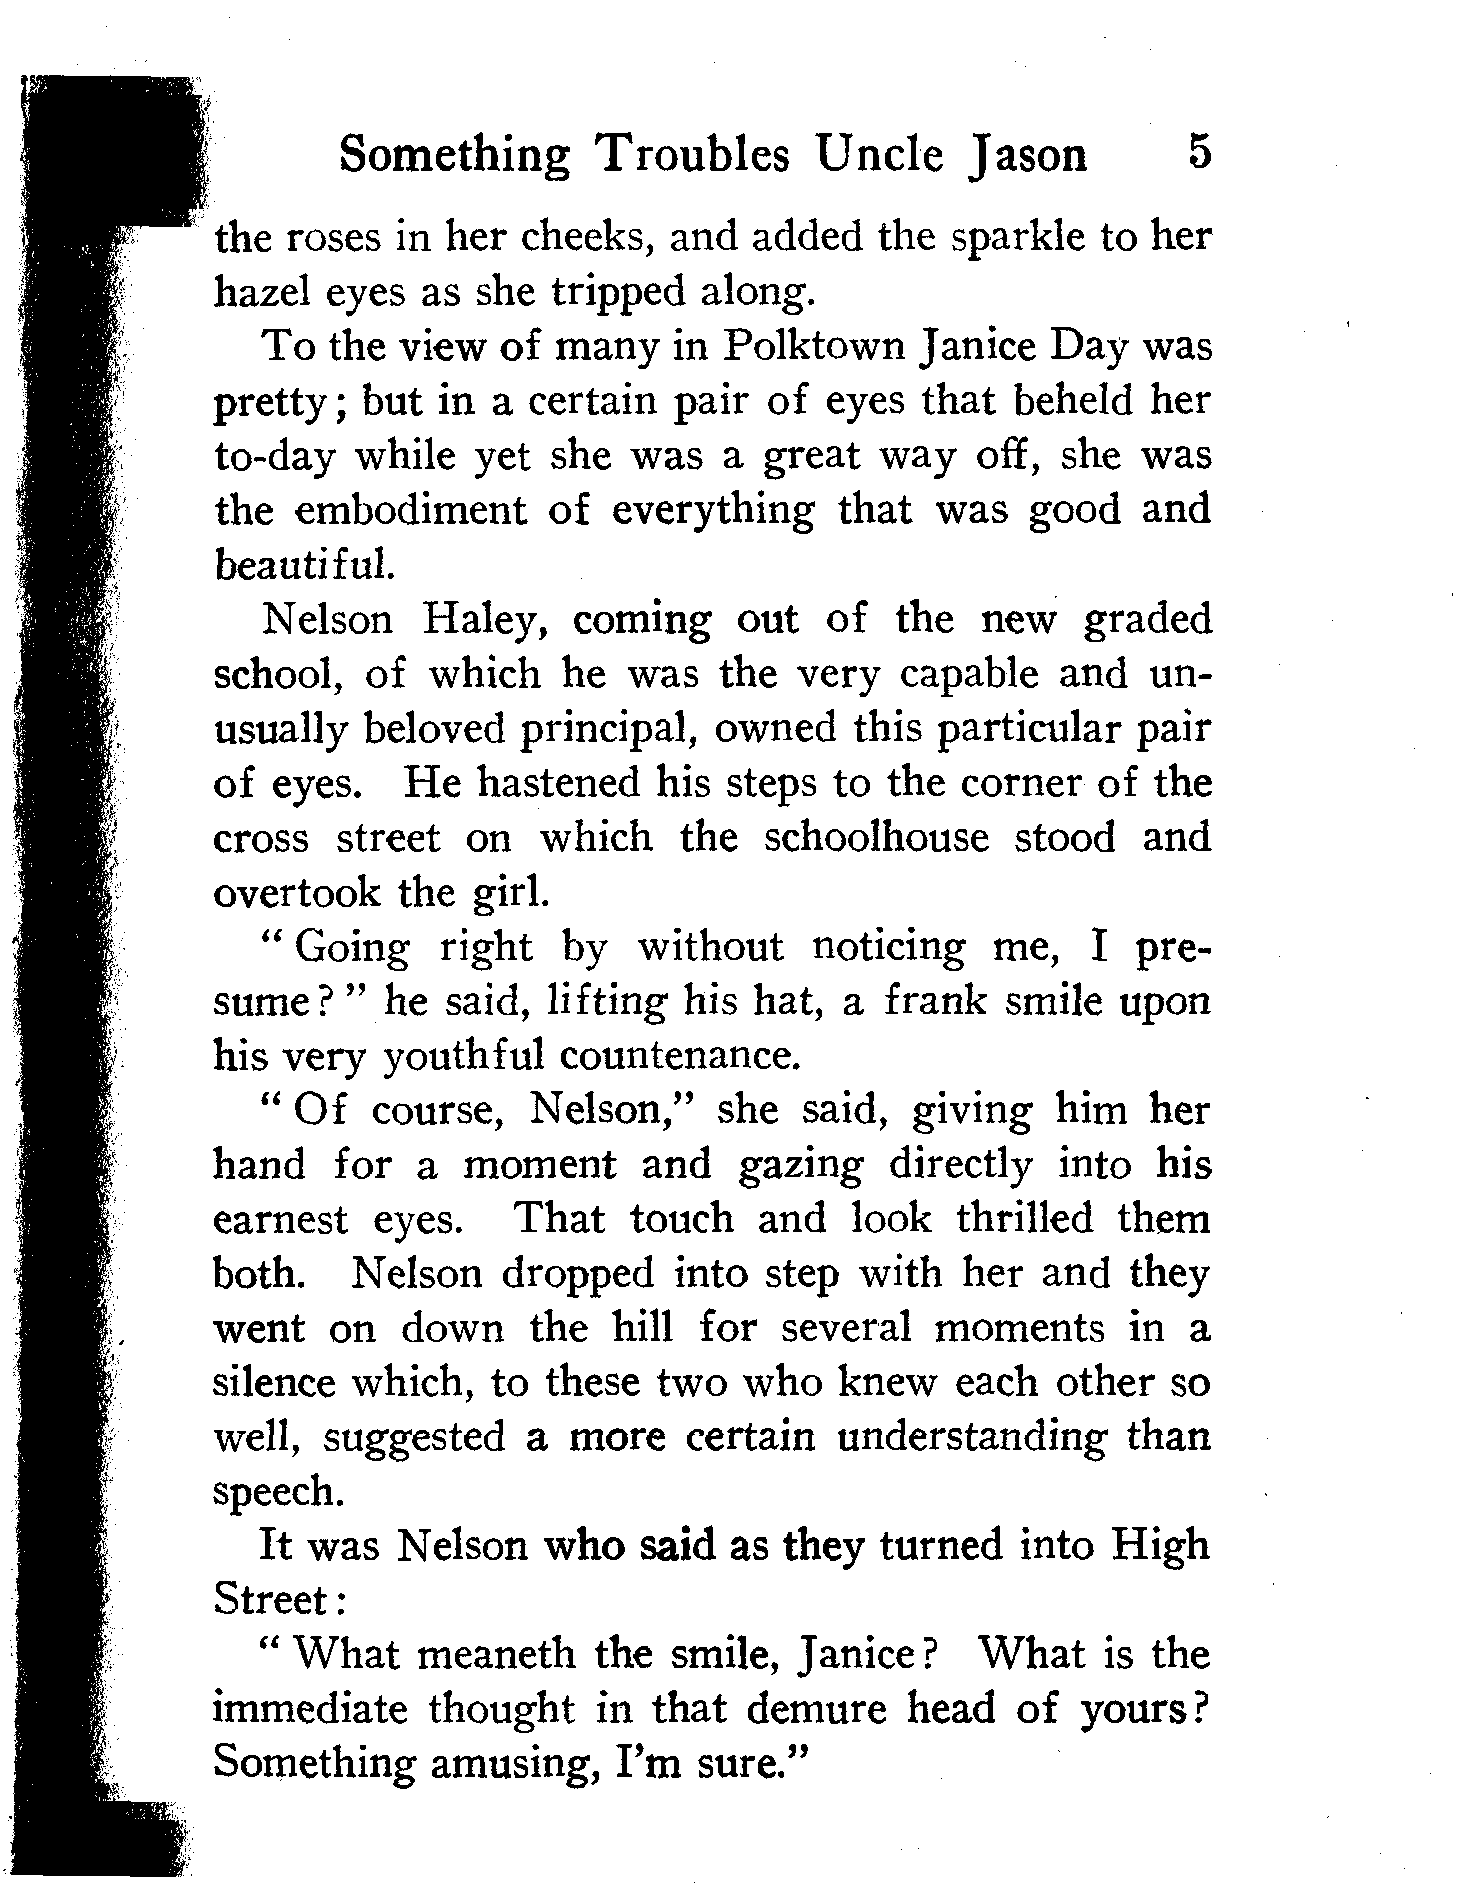 Something Troubles Uncle Jason 5
the roses in her cheeks, and added the sparkle to her
hazel eyes as she tripped along.
To the view of many in Polktown Janice Day was
pretty; but in a certain pair of eyes that beheld her
to-day while yet she was a great way off, she was
the embodiment of everything that was good and
beautiful.
Nelson Haley, coming out of the new graded
school, of which he was the very capable and un-
usually beloved principal, owned this particular pair
of eyes. He hastened his steps to the corner of the
cross street on which the schoolhouse stood and
overtook the girl.
" Going right by without noticing me, I pre-
sume? " he said, lifting his hat, a frank smile upon
his very youthful countenance.
" Of course, Nelson," she said, giving him her
hand for a moment and gazing directly into his
earnest eyes. That touch and look thrilled them
both. Nelson dropped into step with her and they
went on down the hill for several moments in a
silence which, to these two who knew each other so
well, suggested a more certain understanding than
speech.
It was Nelson who said as they turned into High
Street:
" What meaneth the smile, Janice? What is the
immediate thought in that demure head of yours?
Something amusing, I'm sure."